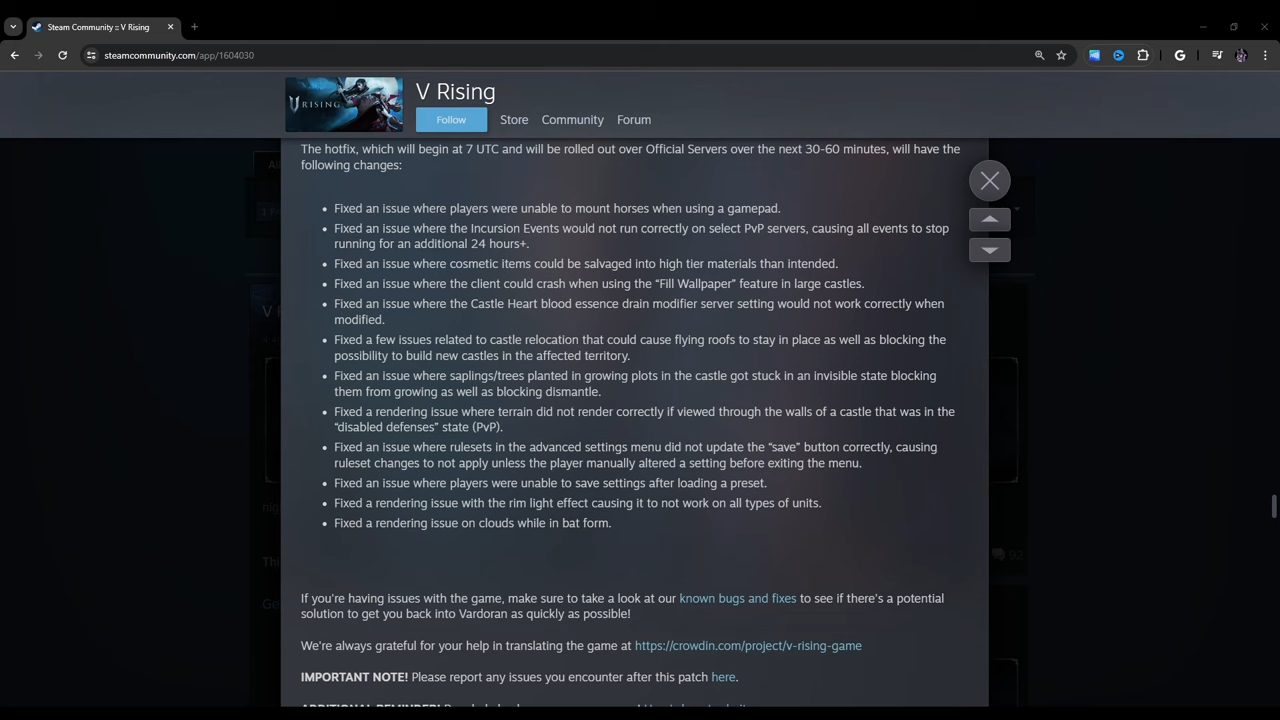 Steam Community :: V Rising
steamcommunity.com/app/1604030
V RISING
V Rising
Follow
Store
Community
Forum
The hotfix, which will begin at 7 UTC and will be rolled out over Official Servers over the next 30-60 minutes, will have the
following changes:
• Fixed an issue where players were unable to mount horses when using a gamepad.
• Fixed an issue where the Incursion Events would not run correctly on select PvP servers, causing all events to stop
running for an additional 24 hours+.
• Fixed an issue where cosmetic items could be salvaged into high tier materials than intended.
• Fixed an issue where the client could crash when using the “Fill Wallpaper” feature in large castles.
• Fixed an issue where the Castle Heart blood essence drain modifier server setting would not work correctly when
modified.
• Fixed a few issues related to castle relocation that could cause flying roofs to stay in place as well as blocking the
possibility to build new castles in the affected territory.
• Fixed an issue where saplings/trees planted in growing plots in the castle got stuck in an invisible state blocking
them from growing as well as blocking dismantle.
• Fixed a rendering issue where terrain did not render correctly if viewed through the walls of a castle that was in the
“disabled defenses” state (PvP).
• Fixed an issue where rulesets in the advanced settings menu did not update the “save” button correctly, causing
ruleset changes to not apply unless the player manually altered a setting before exiting the menu.
• Fixed an issue where players were unable to save settings after loading a preset.
• Fixed a rendering issue with the rim light effect causing it to not work on all types of units.
• Fixed a rendering issue on clouds while in bat form.
92
If you’re having issues with the game, make sure to take a look at our known bugs and fixes to see if there’s a potential
solution to get you back into Vardoran as quickly as possible!
We’re always grateful for your help in translating the game at https://crowdin.com/project/v-rising-game
IMPORTANT NOTE! Please report any issues you encounter after this patch here.